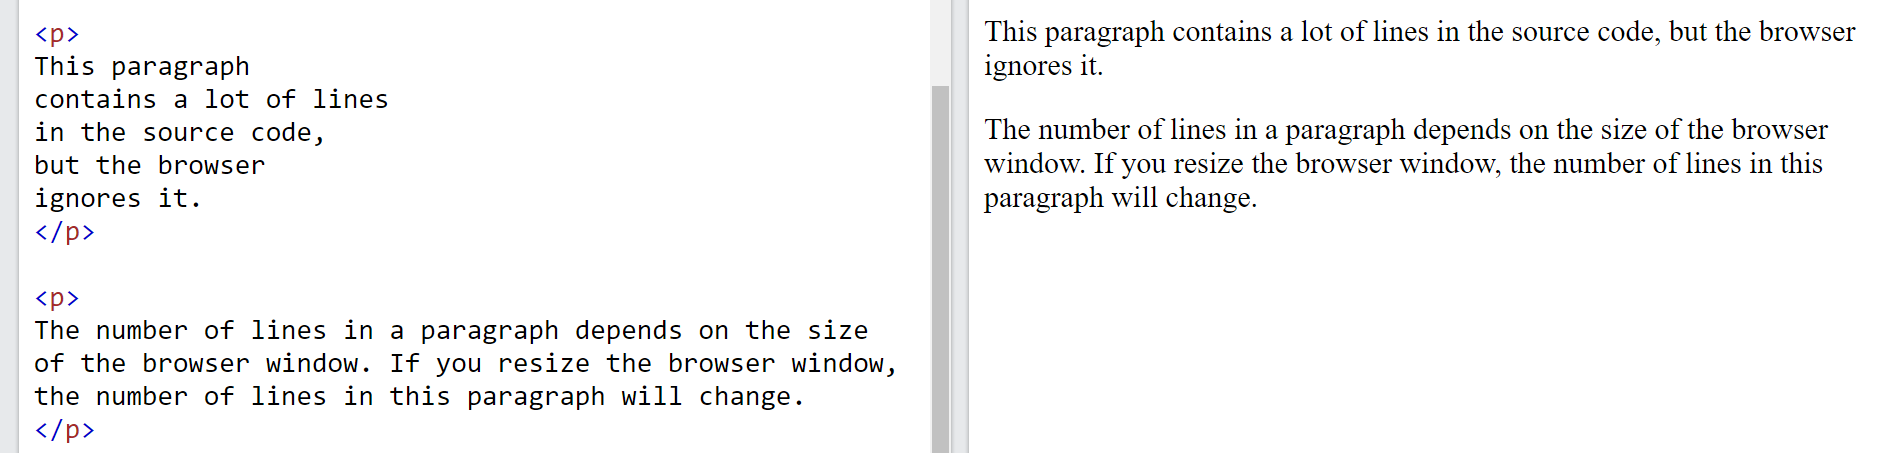 <p>
This paragraph
contains a lot of lines
in the source code,
but the browser
ignores it.
</p>
<p>
The number of lines in a paragraph depends on the size
of the browser window. If you resize the browser window,
the number of lines in this paragraph will change.
</p>
This paragraph contains a lot of lines in the source code, but the browser
ignores it.
The number of lines in a paragraph depends on the size of the browser
window. If you resize the browser window, the number of lines in this
paragraph will change.